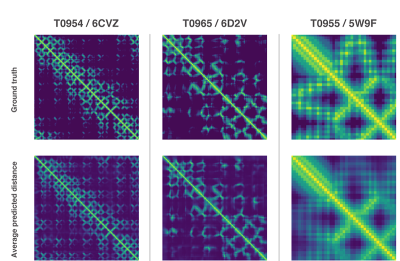 T0954 / 6CVZ
T0965 / 6D2V
T0955 / 5W9F
Ground truth
Average predicted distance